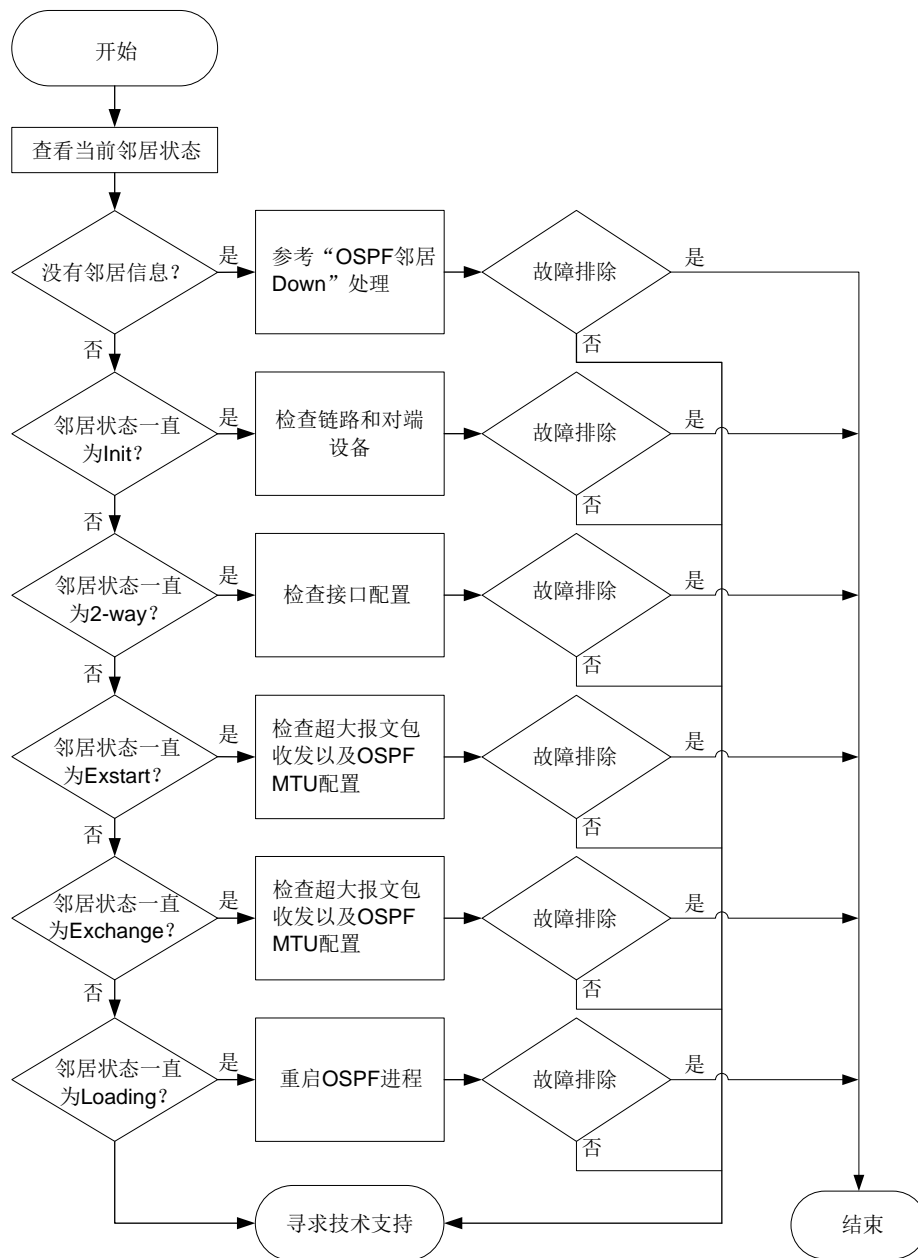 开始
查看当前邻居状态
没有邻居信息？
是
参考“OSPF邻居
Down”处理
故障排除
是
否
否
邻居状态一直
为Init？
是
检查链路和对端
设备
故障排除
是
否
否
邻居状态一直
为2-way？
是
检查接口配置
故障排除
是
否
否
邻居状态一直
为Exstart？
是
检查超大报文包
收发以及OSPF
MTU配置
故障排除
是
否
否
邻居状态一直
为Exchange？
是
检查超大报文包
收发以及OSPF
MTU配置
故障排除
是
否
否
邻居状态一直
为Loading？
是
重启OSPF进程
故障排除
是
否
寻求技术支持
结束